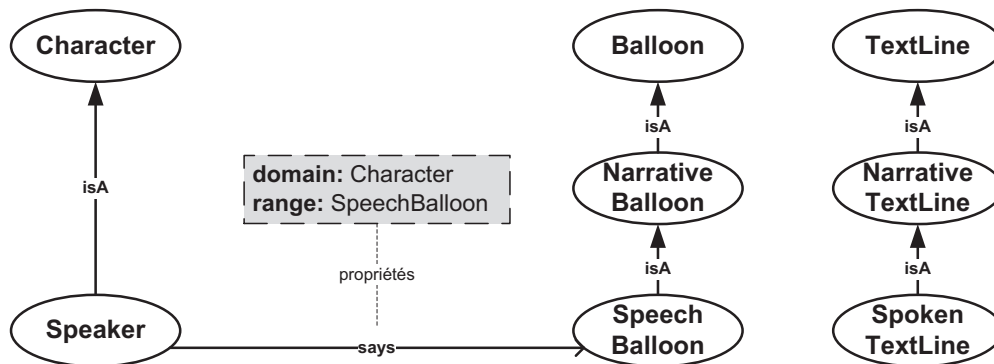 Character
Balloon
TextLine
isA
isA
isA
domain: Character
range: SpeechBalloon
Narrative
Balloon
Narrative
TextLine
propriétés
isA
isA
Speaker
says
Speech
Balloon
Spoken
TextLine